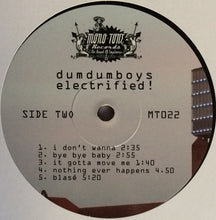 MONO-TONE
Records
dumdumboys
electrified!
SIDE TWO
MT022
1. i don't wanna 2:35
2. bye bye baby 2:55
3. it gotta move me 1:40
4. nothing ever happens 4.50
5. blasé 5:20